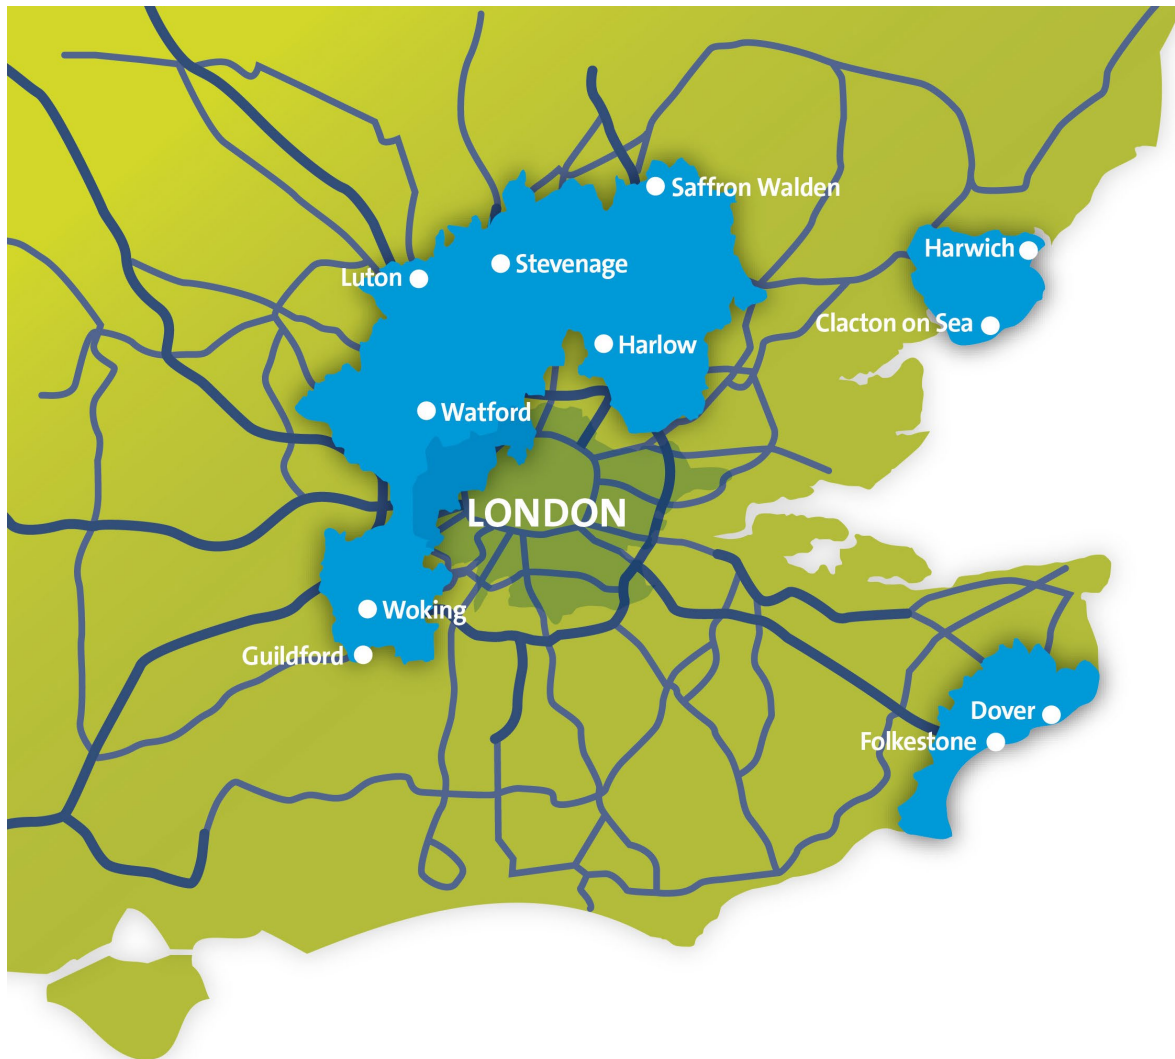 Saffron Walden
Harwich
Stevenage
Luton
Clacton on Sea
Harlow
Watford
LONDON
Woking
Guildford
Dover
Folkestone